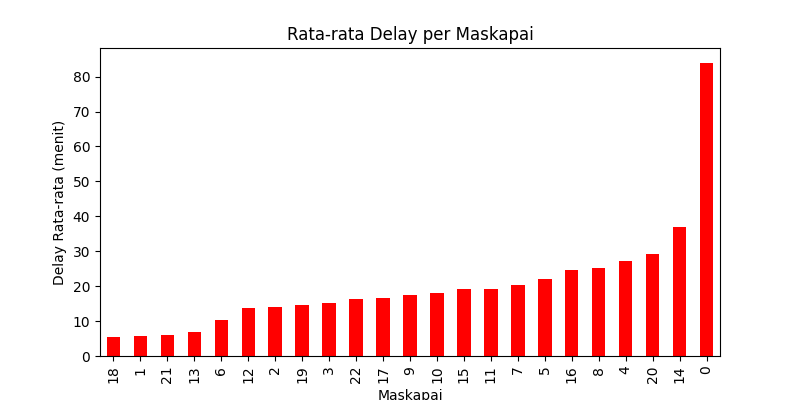 Rata-rata Delay per Maskapai
Delay Rata-rata (menit)
80
70
60
50
40
30
20
10
0
18 1 21 13 6 12 2 19 3 22 17 9 10 15 11 7 5 16 8 4 20 14 0
Maskapai